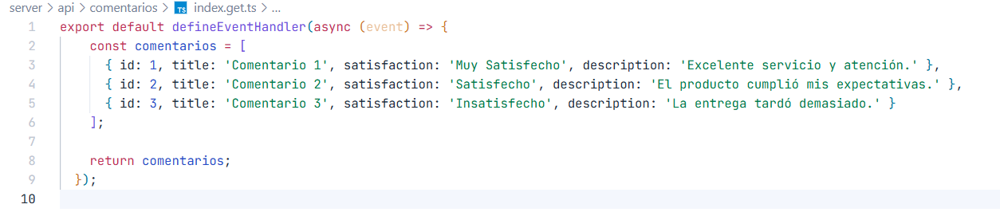 server > api > comentarios > TS index.get.ts > ...
1 export default defineEventHandler(async (event) => {
2 const comentarios = [
3 { id: 1, title: 'Comentario 1', satisfaction: 'Muy Satisfecho', description: 'Excelente servicio y atención.' },
4 { id: 2, title: 'Comentario 2', satisfaction: 'Satisfecho', description: 'El producto cumplió mis expectativas.' },
5 { id: 3, title: 'Comentario 3', satisfaction: 'Insatisfecho', description: 'La entrega tardó demasiado.' }
6 ];
7
8 return comentarios;
9 });
10